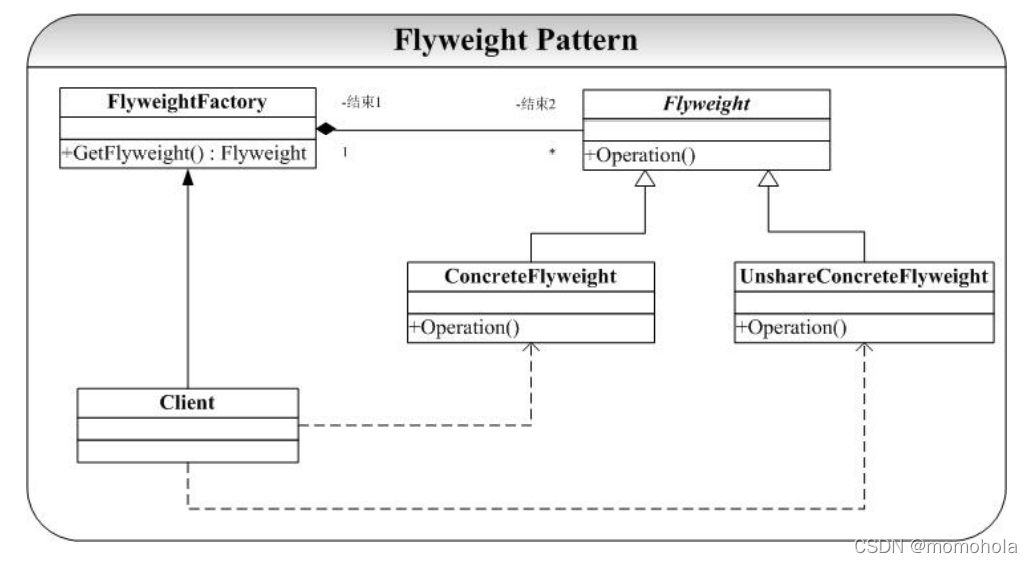 Flyweight Pattern
FlyweightFactory
+GetFlyweight() : Flyweight
-结束1
-结束2
1
*
Flyweight
+Operation()
ConcreteFlyweight
+Operation()
UnshareConcreteFlyweight
+Operation()
Client
CSDN @momohola